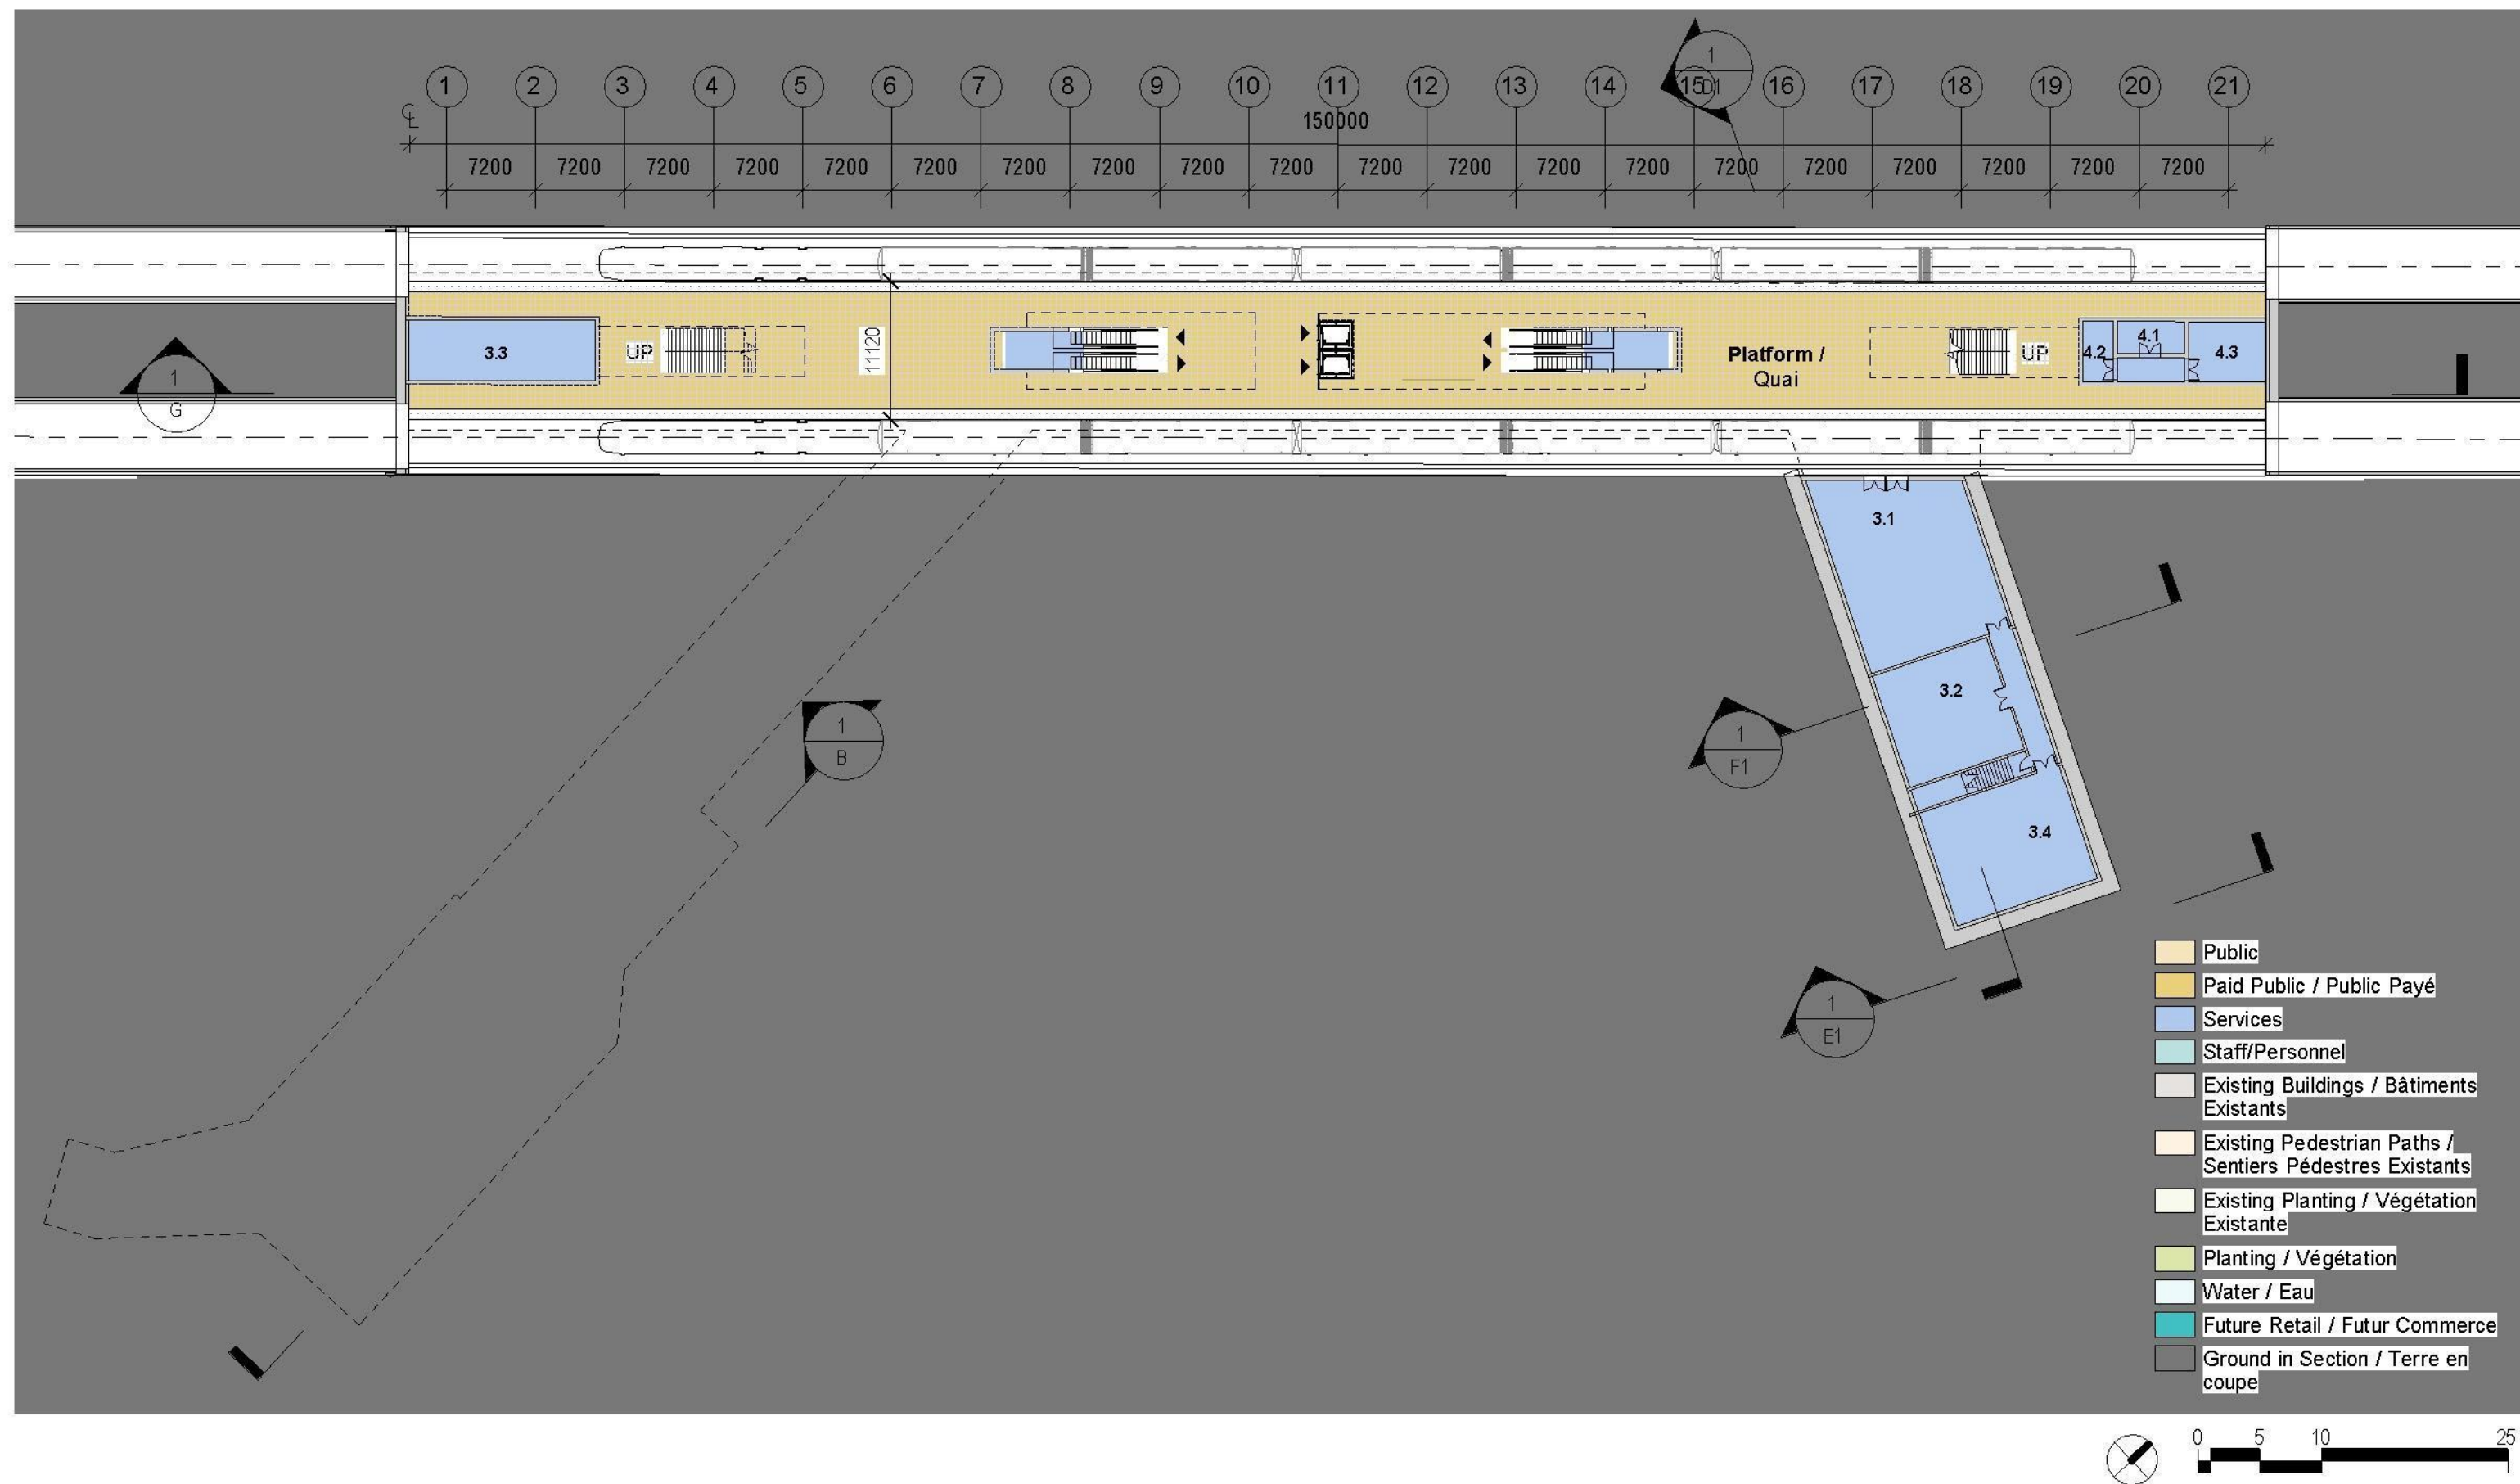 1
D1
1 2 3 4 5 6 7 8 9 10 11 12 13 14 15 16 17 18 19 20 21
℄
150000
7200 7200 7200 7200 7200 7200 7200 7200 7200 7200 7200 7200 7200 7200 7200 7200 7200 7200 7200 7200
3.3
UP
11120
Platform /
Quai
UP
4.2
4.1
4.3
1
G
3.1
3.2
3.4
1
B
1
F1
1
E1
Public
Paid Public / Public Payé
Services
Staff/Personnel
Existing Buildings / Bâtiments
Existants
Existing Pedestrian Paths /
Sentiers Pédestres Existants
Existing Planting / Végétation
Existante
Planting / Végétation
Water / Eau
Future Retail / Futur Commerce
Ground in Section / Terre en
coupe
0 5 10 25